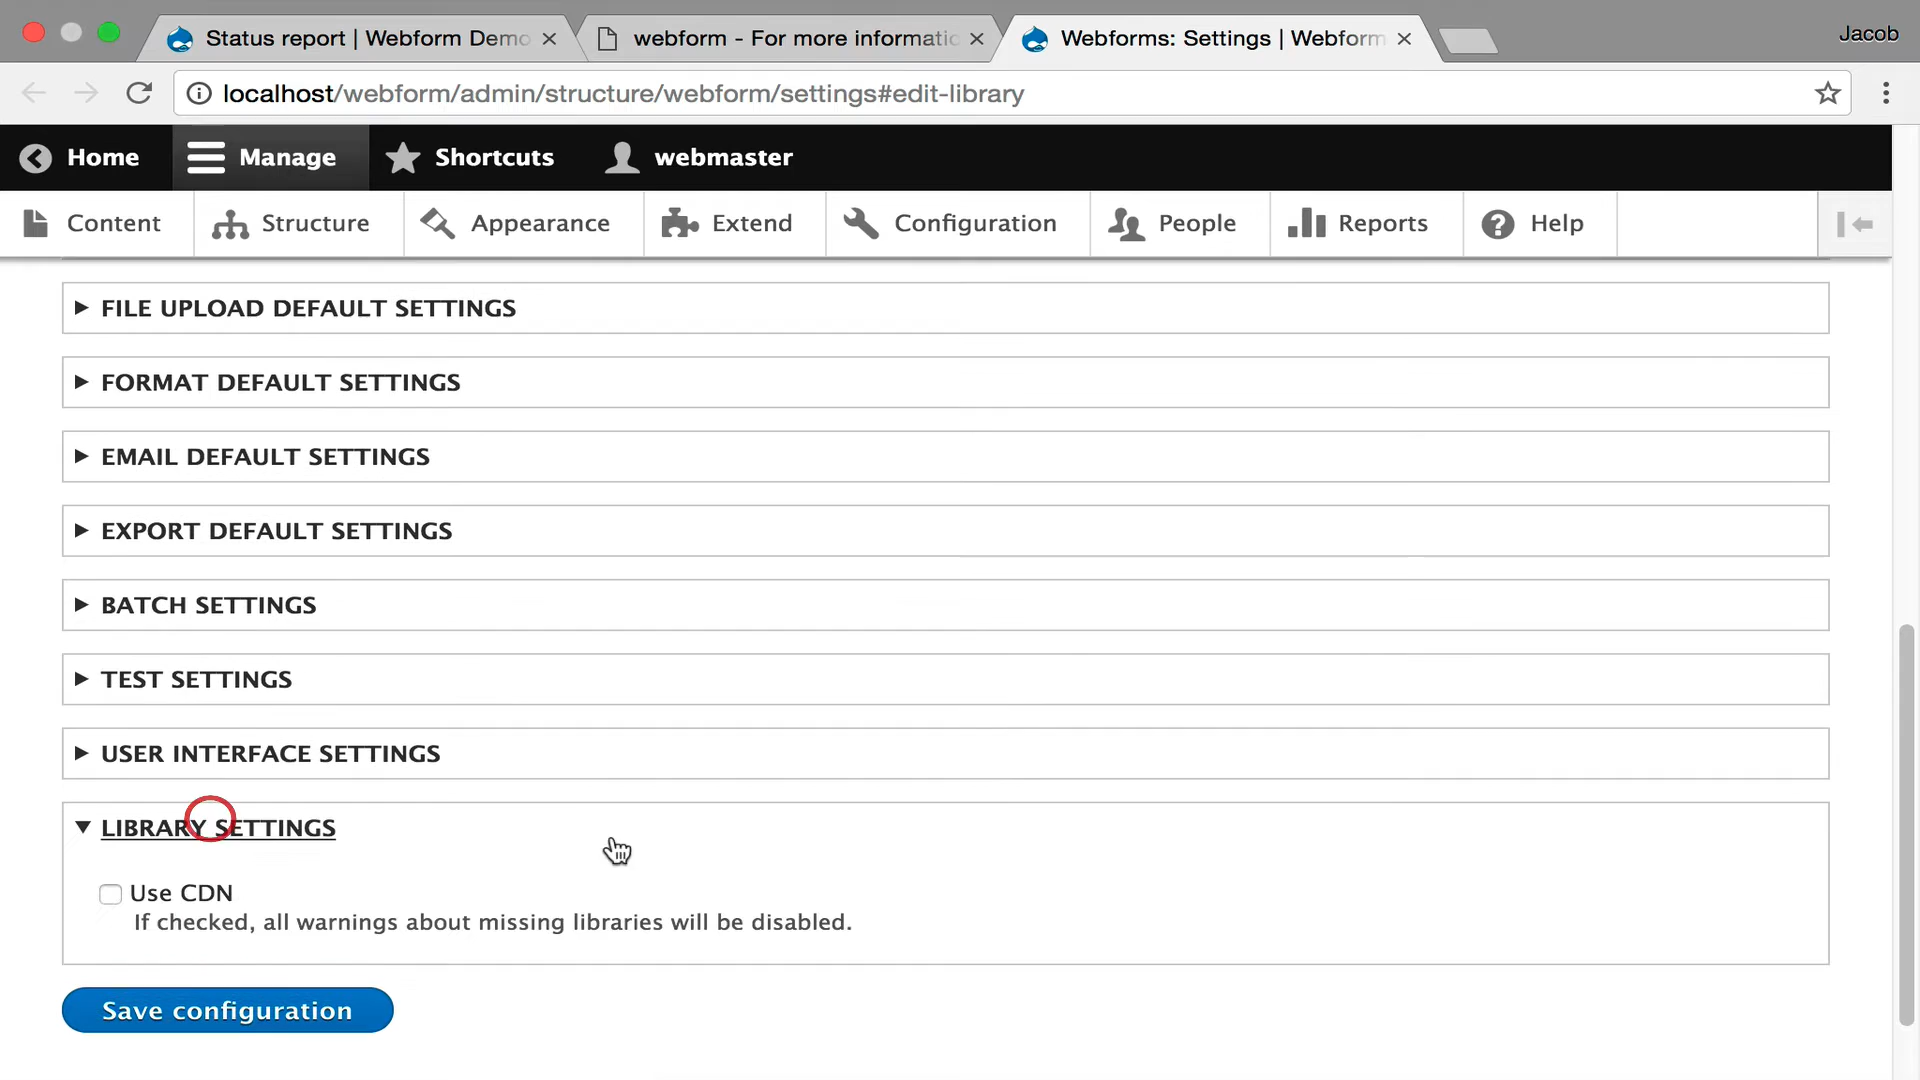 Status report | Webform Demo
webform - For more informatic
Webforms: Settings | Webform
Jacob
localhost/webform/admin/structure/webform/settings#edit-library
Home
Manage
Shortcuts
webmaster
Content
Structure
Appearance
Extend
Configuration
People
Reports
Help
FILE UPLOAD DEFAULT SETTINGS
FORMAT DEFAULT SETTINGS
EMAIL DEFAULT SETTINGS
EXPORT DEFAULT SETTINGS
BATCH SETTINGS
TEST SETTINGS
USER INTERFACE SETTINGS
LIBRARY SETTINGS
Use CDN
If checked, all warnings about missing libraries will be disabled.
Save configuration